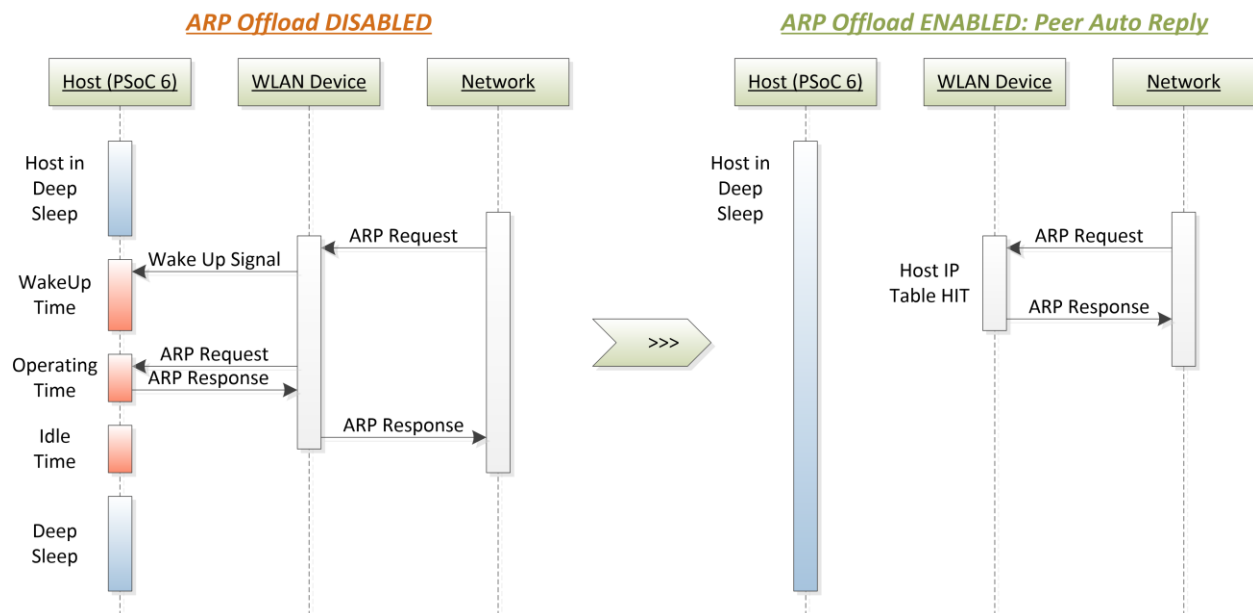 ARP Offload DISABLED
Host (PSoC 6)
WLAN Device
Network
Host in
Deep
Sleep
ARP Request
Wake Up Signal
WakeUp
Time
ARP Request
Operating
Time
ARP Response
ARP Response
Idle
Time
Deep
Sleep
>>>
ARP Offload ENABLED: Peer Auto Reply
Host (PSoC 6)
WLAN Device
Network
Host in
Deep
Sleep
ARP Request
Host IP
Table HIT
ARP Response